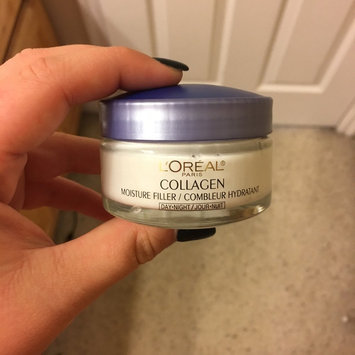 L'ORÉAL®
PARIS
COLLAGEN
MOISTURE FILLER / COMBLEUR HYDRATANT
DAY•NIGHT / JOUR•NUIT